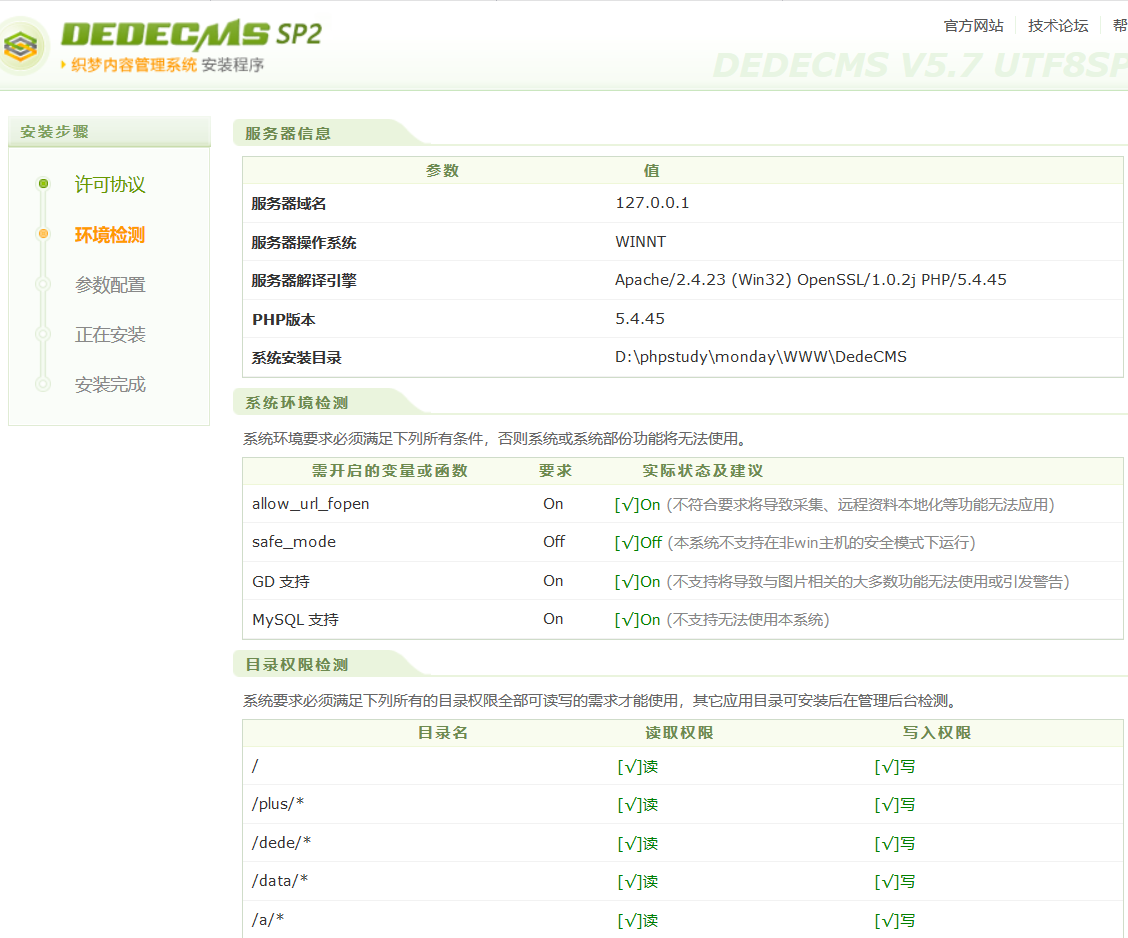 DEDECMS SP2
织梦内容管理系统 安装程序
官方网站 技术论坛 帮
DEDECMS V5.7 UTF8SP
安装步骤
许可协议
环境检测
参数配置
正在安装
安装完成
服务器信息
参数 值
服务器域名 127.0.0.1
服务器操作系统 WINNT
服务器解译引擎 Apache/2.4.23 (Win32) OpenSSL/1.0.2j PHP/5.4.45
PHP版本 5.4.45
系统安装目录 D:\phpstudy\monday\WWW\DedeCMS
系统环境检测
系统环境要求必须满足下列所有条件，否则系统或系统部份功能将无法使用。
需开启的变量或函数 要求 实际状态及建议
allow_url_fopen On [√]On (不符合要求将导致采集、远程资料本地化等功能无法应用)
safe_mode Off [√]Off (本系统不支持在非win主机的安全模式下运行)
GD 支持 On [√]On (不支持将导致与图片相关的大多数功能无法使用或引发警告)
MySQL 支持 On [√]On (不支持无法使用本系统)
目录权限检测
系统要求必须满足下列所有的目录权限全部可读写的需求才能使用，其它应用目录可安装后在管理后台检测。
目录名 读取权限 写入权限
/ [√]读 [√]写
/plus/* [√]读 [√]写
/dede/* [√]读 [√]写
/data/* [√]读 [√]写
/a/* [√]读 [√]写